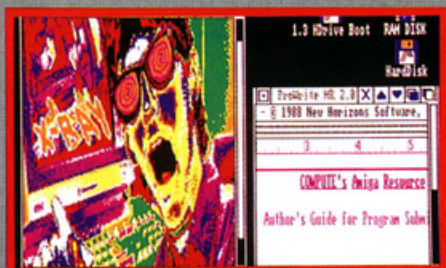 X-RAY
1.3 HDrive Boot RAM DISK
HardDisk
ProWrite HR 2.0
- © 1988 New Horizons Software,
3 4 5
COMPUTE's Amiga Resource
Author's Guide for Program Subm